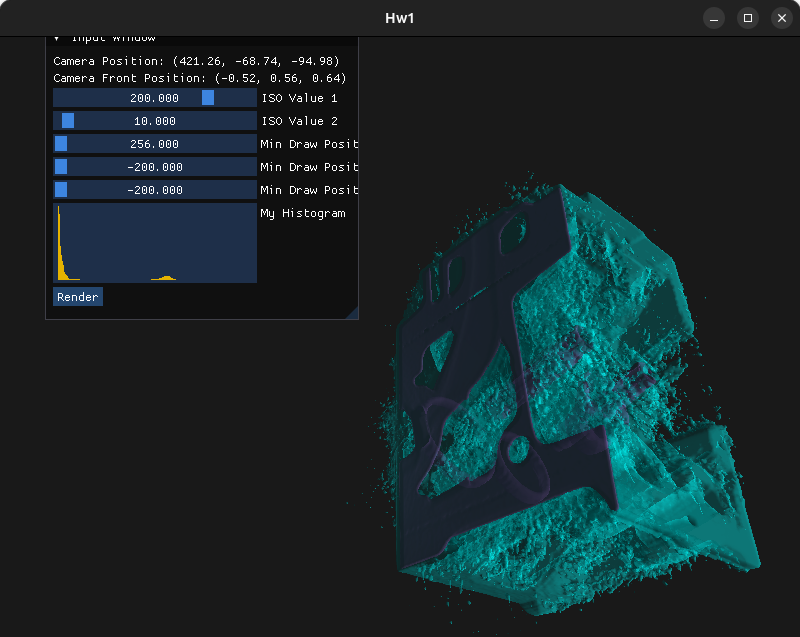 Hw1
Input Window
Camera Position: (421.26, -68.74, -94.98)
Camera Front Position: (-0.52, 0.56, 0.64)
200.000 ISO Value 1
10.000 ISO Value 2
256.000 Min Draw Posit
-200.000 Min Draw Posit
-200.000 Min Draw Posit
My Histogram
Render